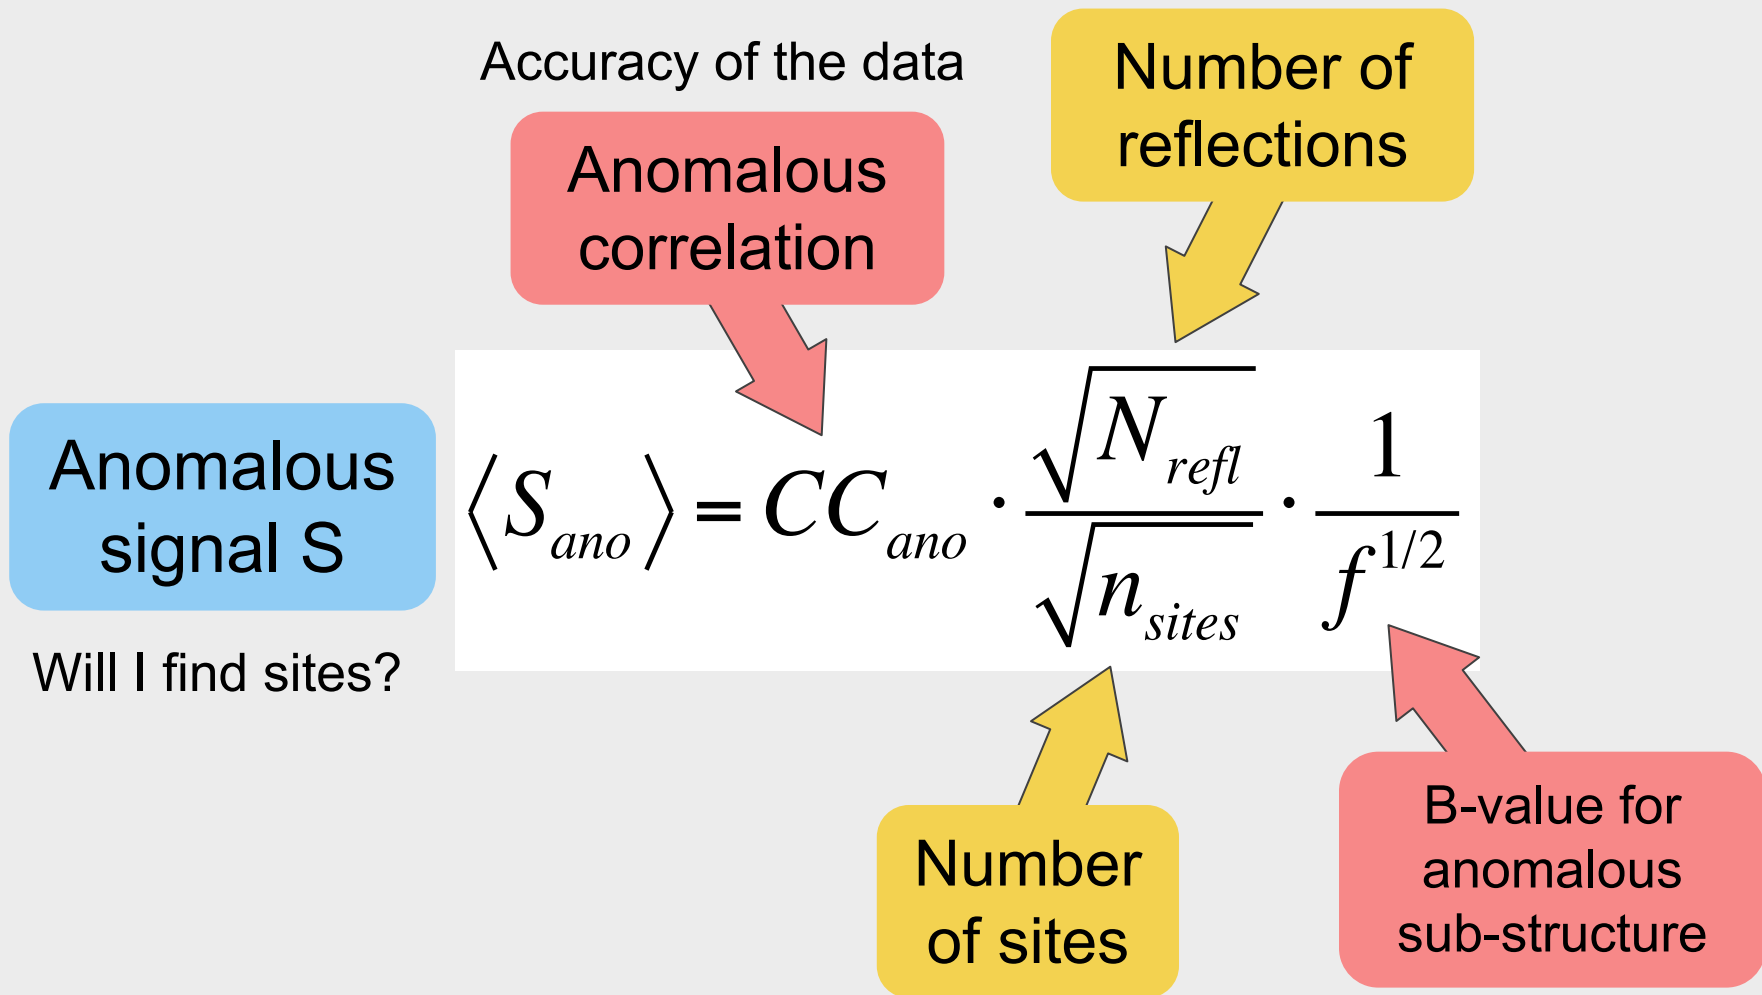 Accuracy of the data
Number of
reflections
Anomalous
correlation
Anomalous
signal S
Will I find sites?
⟨S_ano⟩ = CC_ano · √N_refl / √n_sites · 1 / f^1/2
Number
of sites
B-value for
anomalous
sub-structure